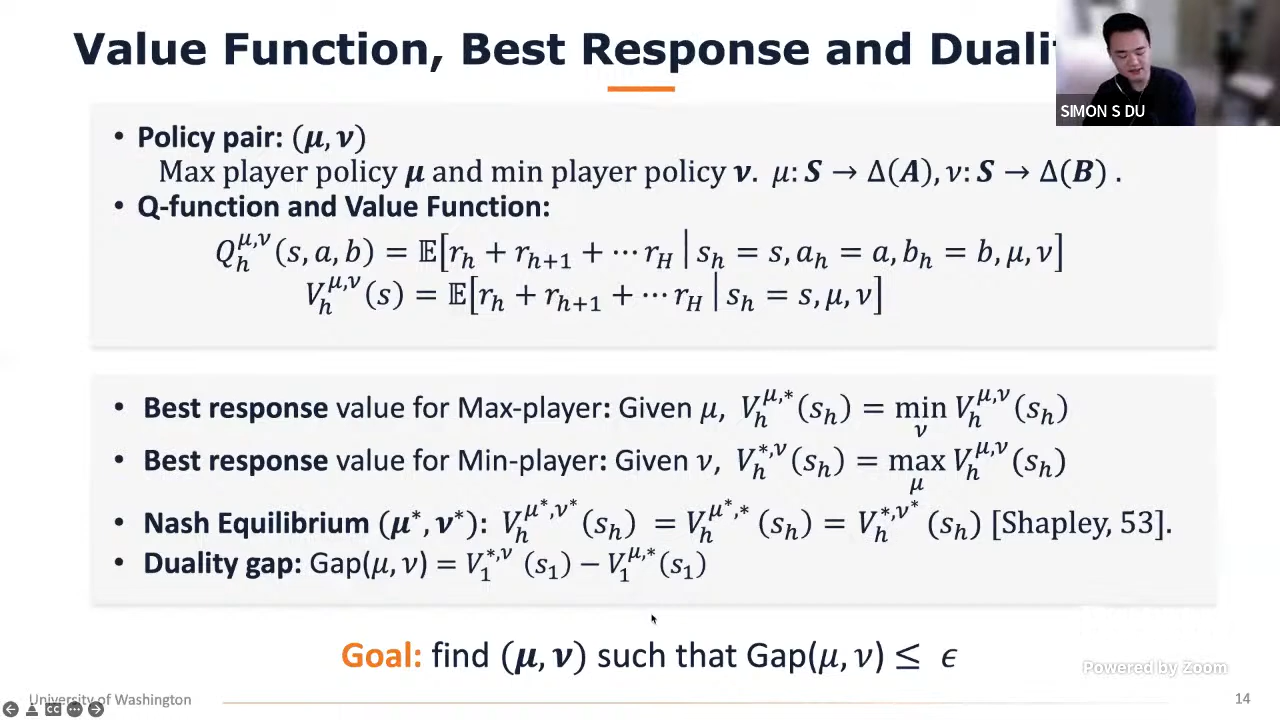 Value Function, Best Response and Duali
SIMON S DU
• Policy pair: (μ, ν)
Max player policy μ and min player policy ν. μ: S → Δ(A), ν: S → Δ(B) .
• Q-function and Value Function:
Q_h^{μ,ν}(s, a, b) = 𝔼[r_h + r_{h+1} + ⋯ r_H | s_h = s, a_h = a, b_h = b, μ, ν]
V_h^{μ,ν}(s) = 𝔼[r_h + r_{h+1} + ⋯ r_H | s_h = s, μ, ν]
• Best response value for Max-player: Given μ, V_h^{μ,*}(s_h) = min_ν V_h^{μ,ν}(s_h)
• Best response value for Min-player: Given ν, V_h^{*,ν}(s_h) = max_μ V_h^{μ,ν}(s_h)
• Nash Equilibrium (μ*, ν*): V_h^{μ*,ν*}(s_h) = V_h^{μ*,*}(s_h) = V_h^{*,ν*}(s_h) [Shapley, 53].
• Duality gap: Gap(μ, ν) = V_1^{*,ν}(s_1) − V_1^{μ,*}(s_1)
Goal: find (μ, ν) such that Gap(μ, ν) ≤ ϵ
Powered by Zoom
University of Washington
14
CC